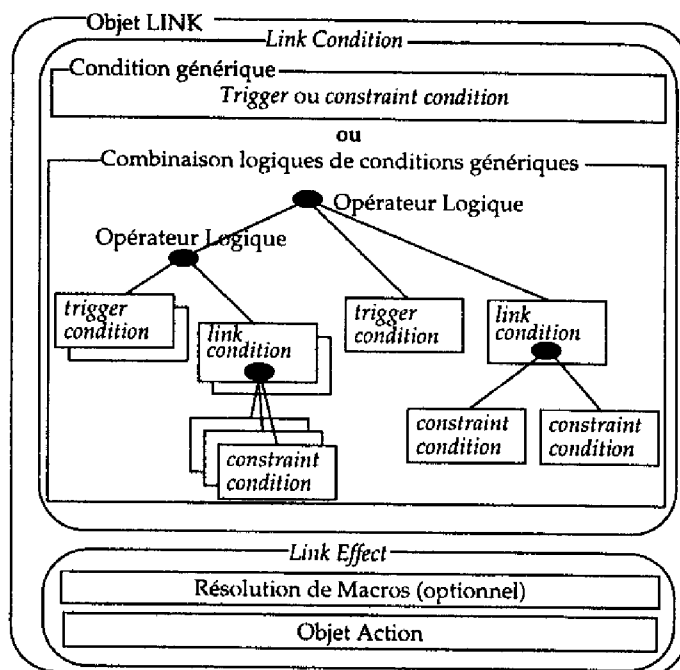 Objet LINK
Link Condition
Condition générique
Trigger ou constraint condition
ou
Combinaison logiques de conditions génériques
Opérateur Logique
Opérateur Logique
trigger
condition
link
condition
trigger
condition
link
condition
constraint
condition
constraint
condition
constraint
condition
Link Effect
Résolution de Macros (optionnel)
Objet Action